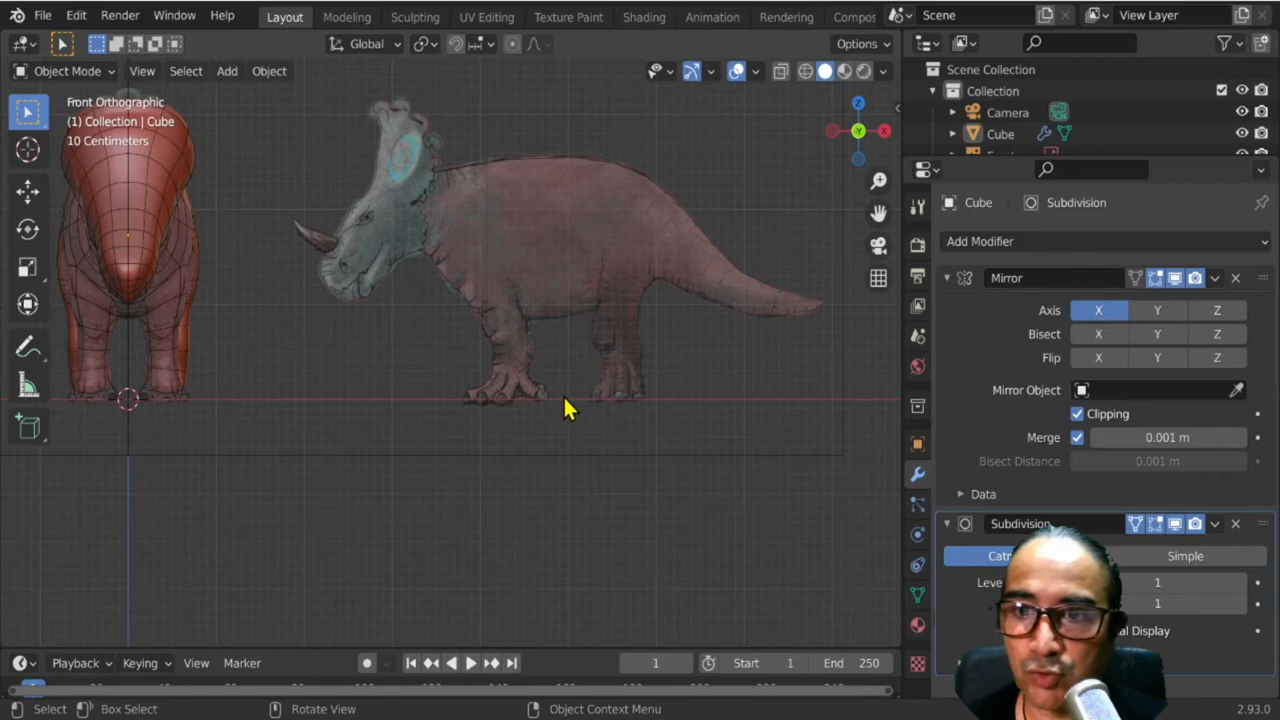 File Edit Render Window Help Layout Modeling Sculpting UV Editing Texture Paint Shading Animation Rendering Compos Scene View Layer
Global Options
Object Mode View Select Add Object
Front Orthographic
(1) Collection | Cube
10 Centimeters
Z
X
Y
Scene Collection
Collection
Camera
Cube
Cube Subdivision
Add Modifier
Mirror
Axis X Y Z
Bisect X Y Z
Flip X Y Z
Mirror Object
Clipping
Merge 0.001 m
Bisect Distance 0.001 m
Data
Subdivision
Catm Simple
Leve 1
1
al Display
Playback Keying View Marker 1 Start 1 End 250
Select Box Select Rotate View Object Context Menu 2.93.0